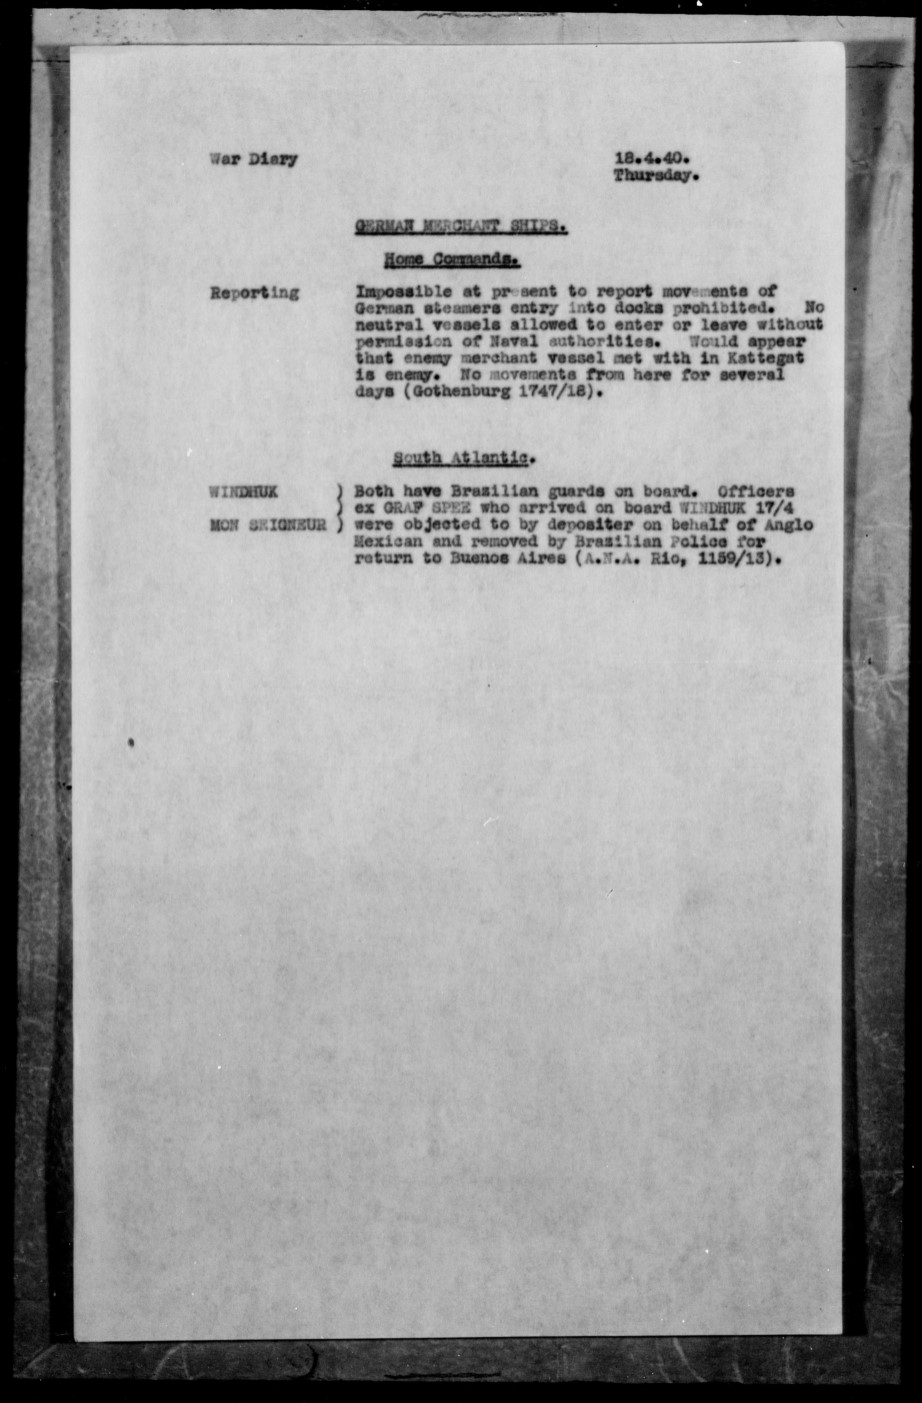 War Diary
18.4.40.
Thursday.
GERMAN MERCHANT SHIPS.
Home Commands.
Reporting Impossible at present to report movements of
German steamers entry into docks prohibited. No
neutral vessels allowed to enter or leave without
permission of Naval authorities. Would appear
that enemy merchant vessel met with in Kattegat
is enemy. No movements from here for several
days (Gothenburg 1747/18).
South Atlantic.
WINDHUK ) Both have Brazilian guards on board. Officers
) ex GRAF SPEE who arrived on board WINDHUK 17/4
MON SEIGNEUR ) were objected to by depositer on behalf of Anglo
Mexican and removed by Brazilian Police for
return to Buenos Aires (A.N.A. Rio, 1159/13).